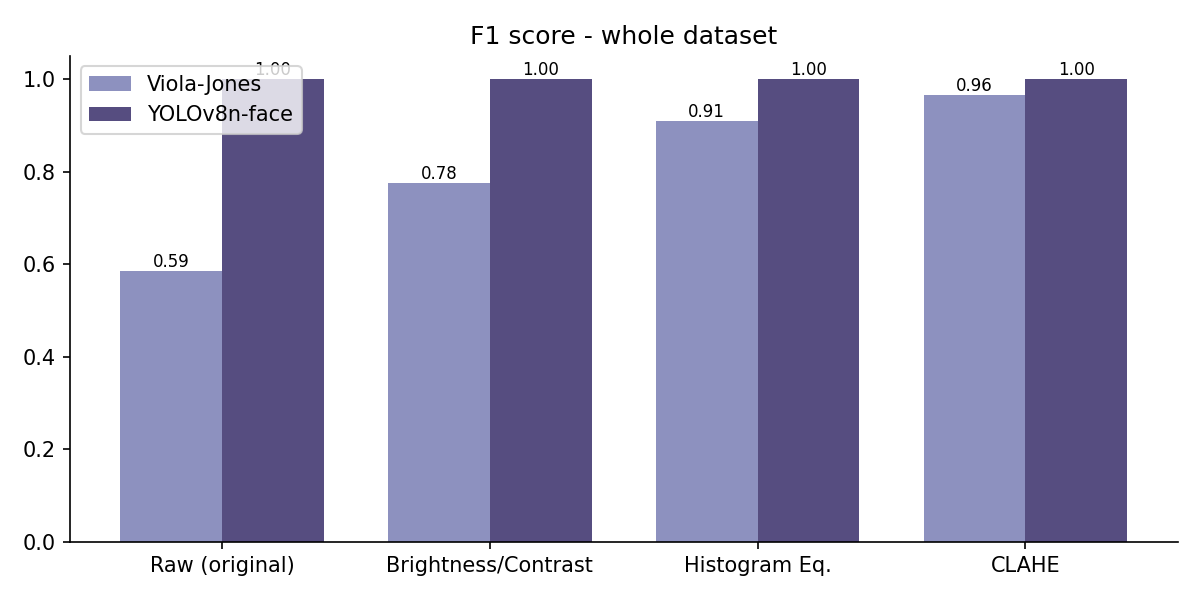 F1 score - whole dataset
Viola-Jones
YOLOv8n-face
1.00
1.00
1.00
1.00
0.96
0.91
0.78
0.59
1.0
0.8
0.6
0.4
0.2
0.0
Raw (original)
Brightness/Contrast
Histogram Eq.
CLAHE